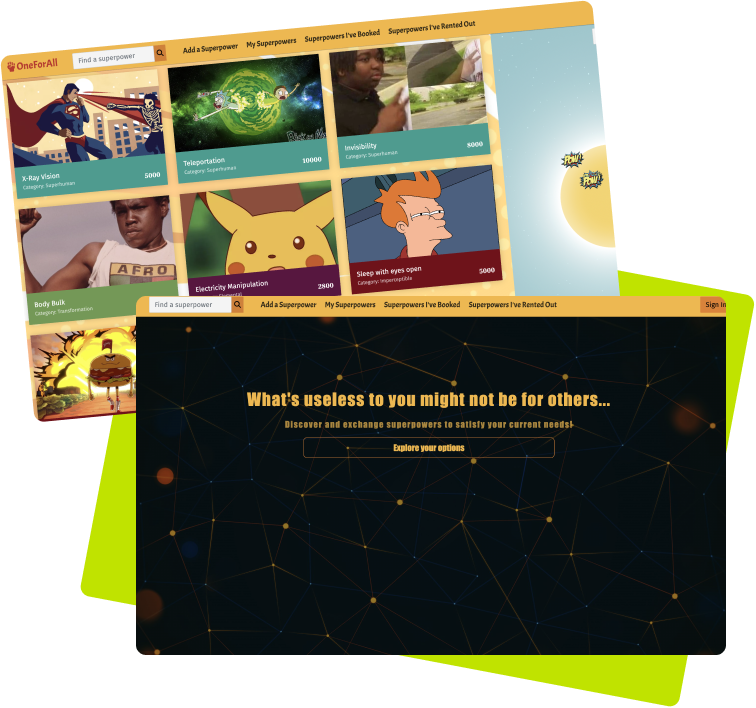 OneForAll
Find a superpower
Add a Superpower
My Superpowers
Superpowers I've Booked
Superpowers I've Rented Out
X-Ray Vision
5000
Category: Superhuman
Teleportation
10000
Category: Superhuman
Invisibility
8000
Category: Superhuman
POW!
POW!
AFRO
Body Bulk
Category: Transformation
Electricity Manipulation
2800
Sleep with eyes open
5000
Category: Imperceptible
Find a superpower
Add a Superpower
My Superpowers
Superpowers I've Booked
Superpowers I've Rented Out
Sign In
What's useless to you might not be for others...
Discover and exchange superpowers to satisfy your current needs!
Explore your options